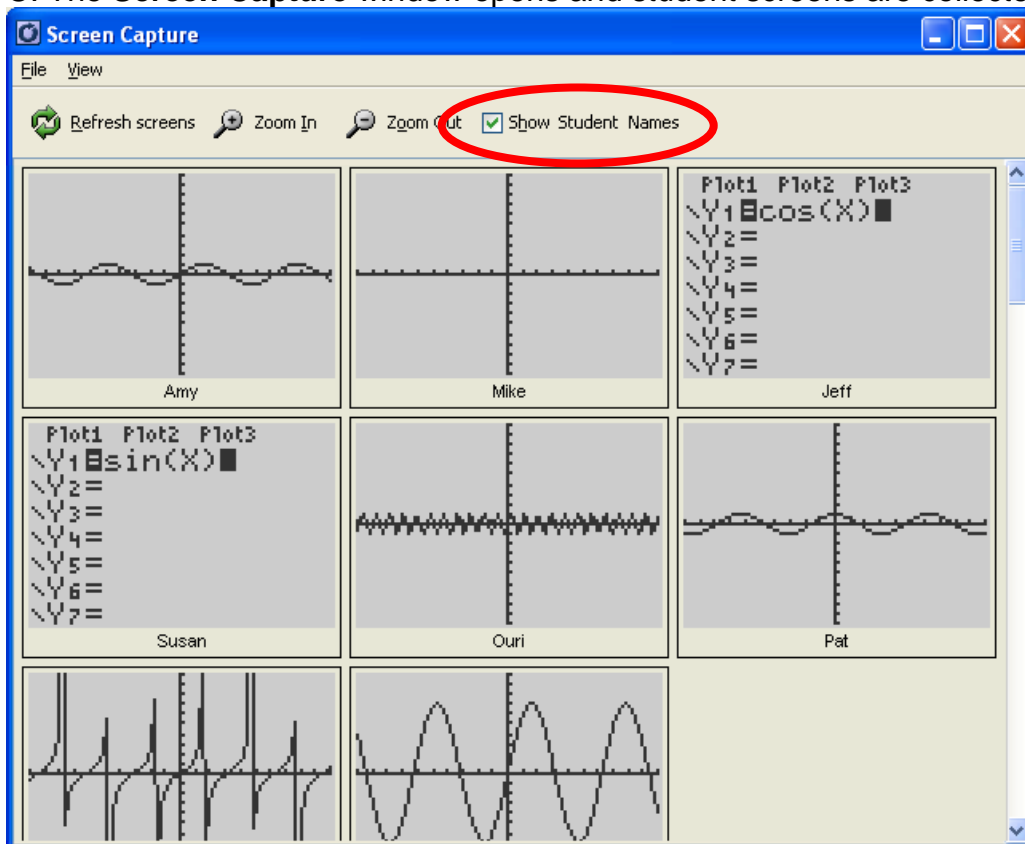 Screen Capture
File View
Refresh screens Zoom In Zoom Out Show Student Names
Plot1 Plot2 Plot3
\Y1=cos(X)
\Y2=
\Y3=
\Y4=
\Y5=
\Y6=
\Y7=
Amy Mike Jeff
Plot1 Plot2 Plot3
\Y1=sin(X)
\Y2=
\Y3=
\Y4=
\Y5=
\Y6=
\Y7=
Susan Ouri Pat